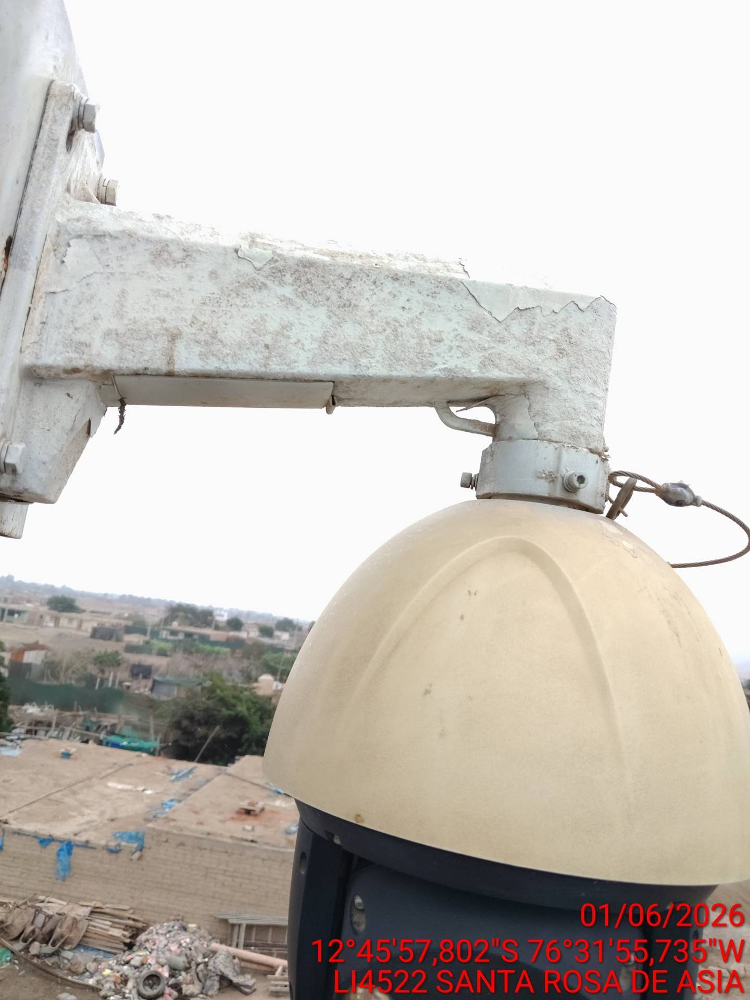 01/06/2026
12°45'57,802"S 76°31'55,735"W
LI4522 SANTA ROSA DE ASIA